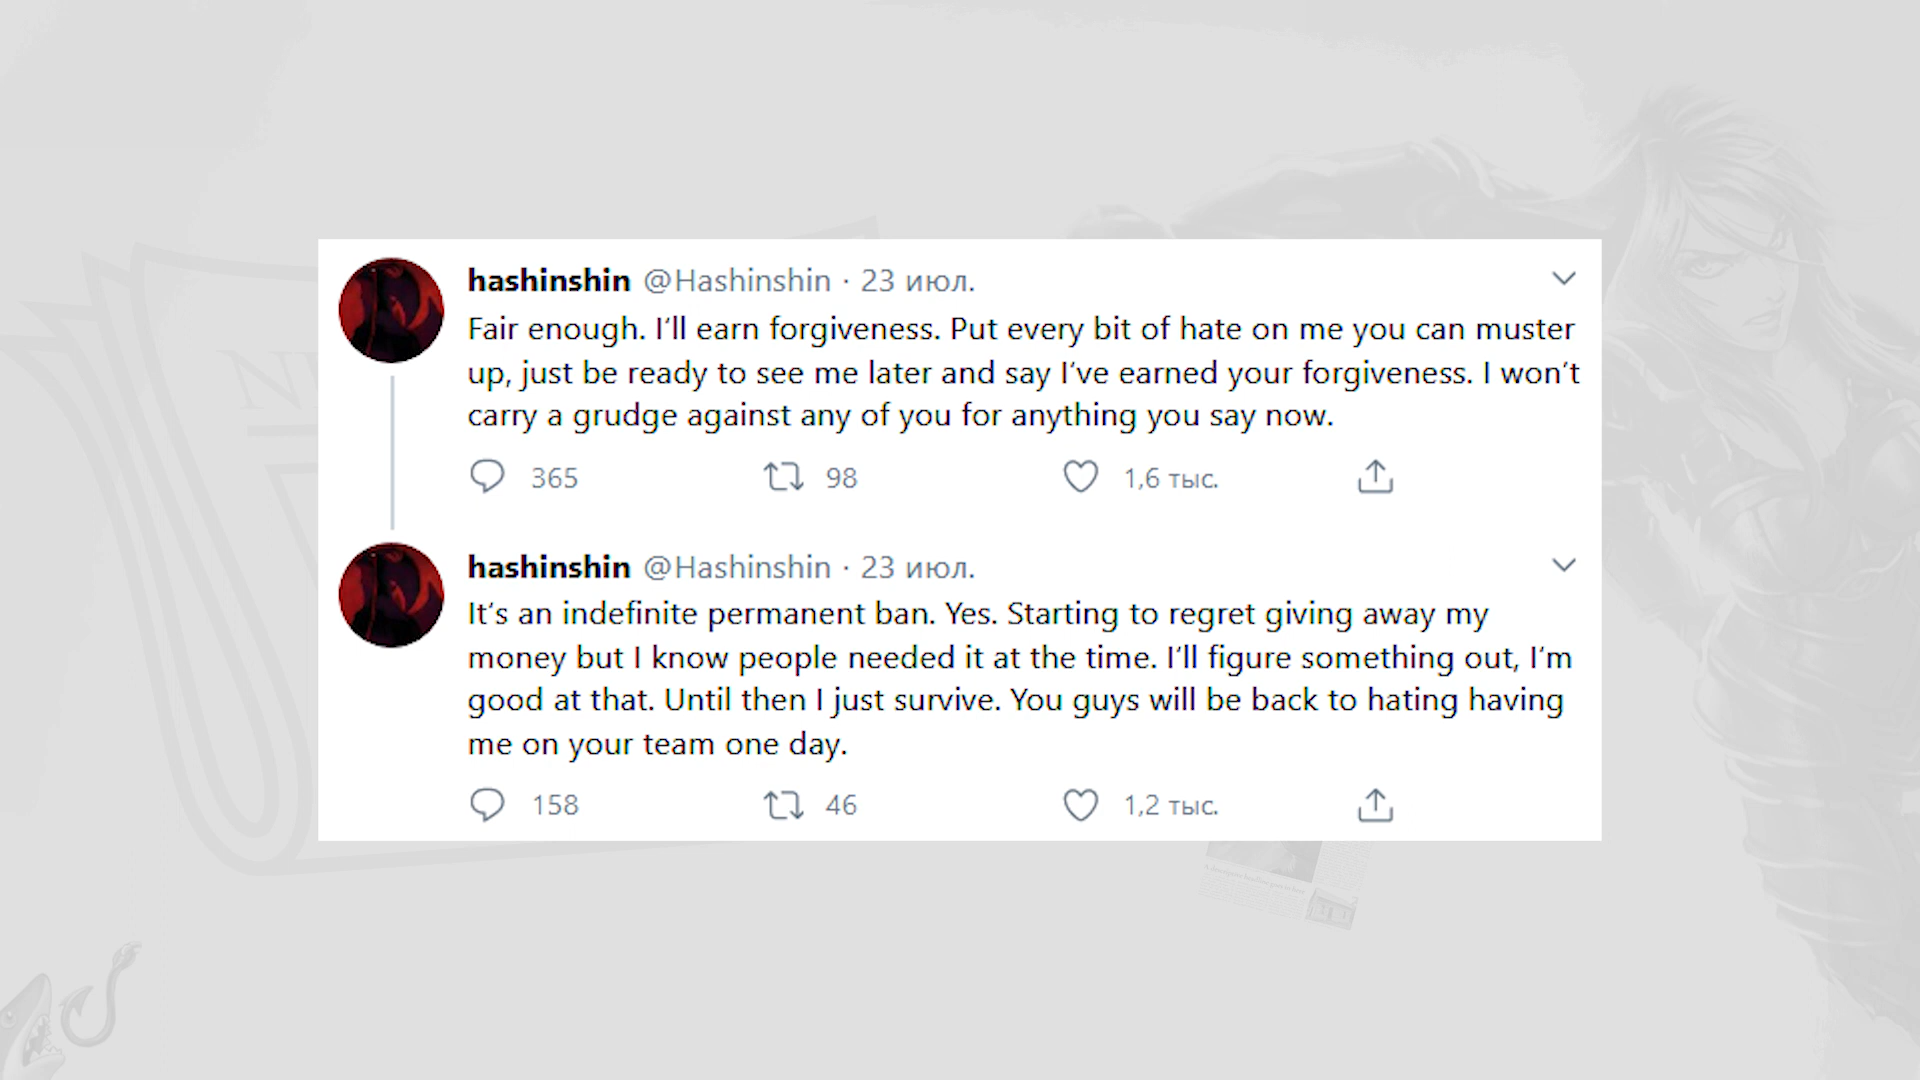 hashinshin @Hashinshin · 23 июл.
Fair enough. I’ll earn forgiveness. Put every bit of hate on me you can muster
up, just be ready to see me later and say I’ve earned your forgiveness. I won’t
carry a grudge against any of you for anything you say now.
365 98 1,6 тыс.
hashinshin @Hashinshin · 23 июл.
It’s an indefinite permanent ban. Yes. Starting to regret giving away my
money but I know people needed it at the time. I’ll figure something out, I’m
good at that. Until then I just survive. You guys will be back to hating having
me on your team one day.
158 46 1,2 тыс.